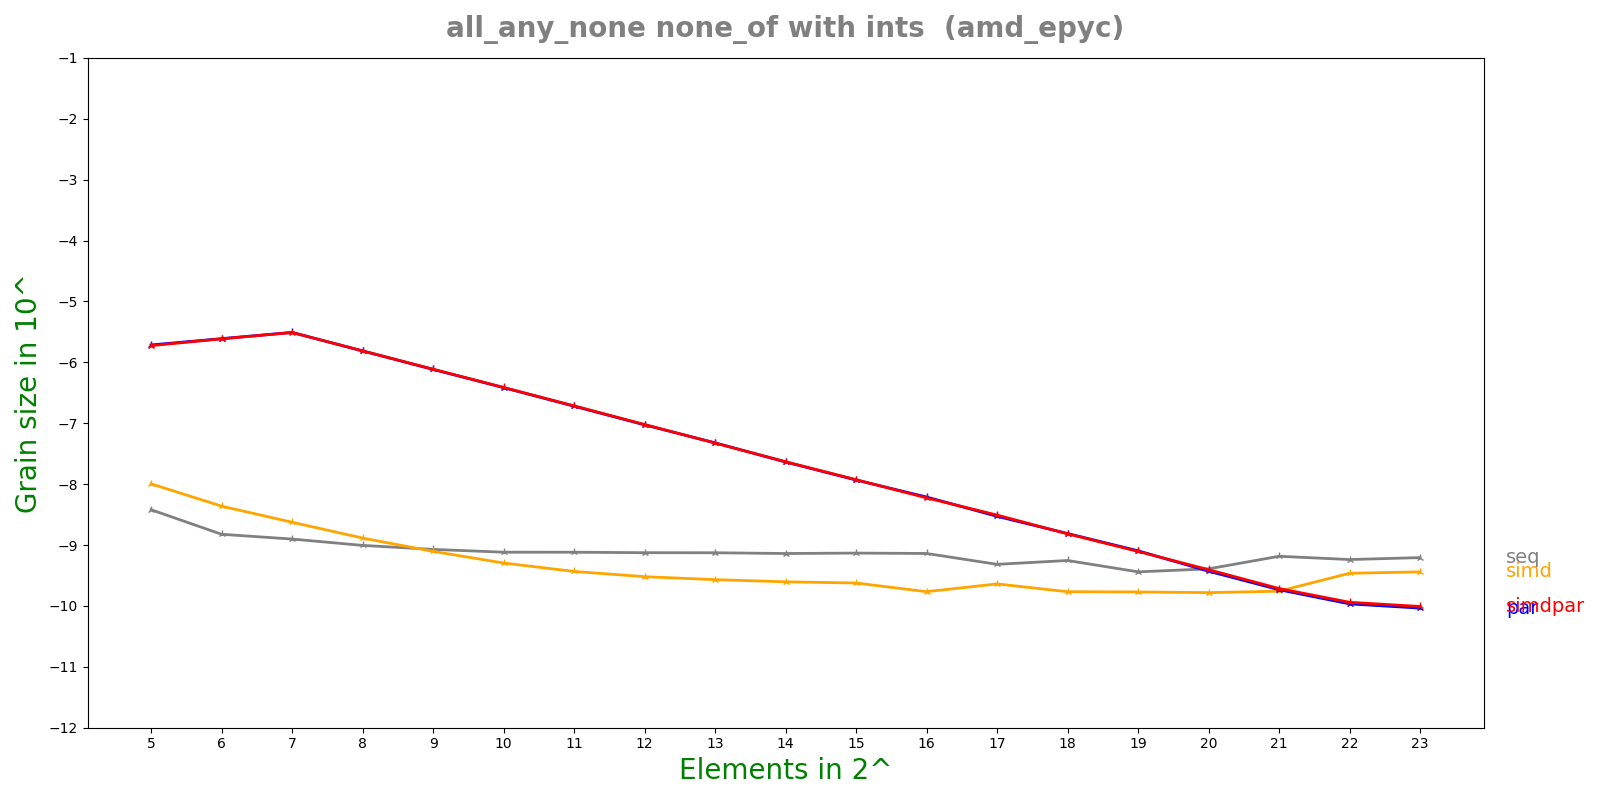 all_any_none none_of with ints (amd_epyc)
−1
−2
−3
−4
−5
−6
−7
−8
−9
−10
−11
−12
Grain size in 10^
seq
simd
simdpar
par
5 6 7 8 9 10 11 12 13 14 15 16 17 18 19 20 21 22 23
Elements in 2^